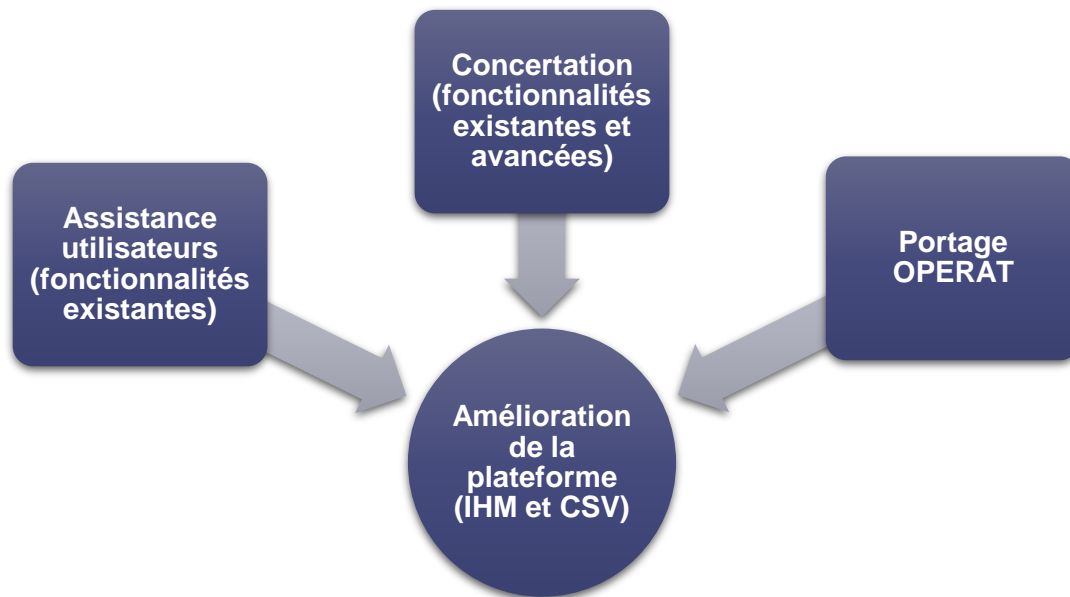 Concertation
(fonctionnalités
existantes et
avancées)
Assistance
utilisateurs
(fonctionnalités
existantes)
Portage
OPERAT
Amélioration
de la
plateforme
(IHM et CSV)